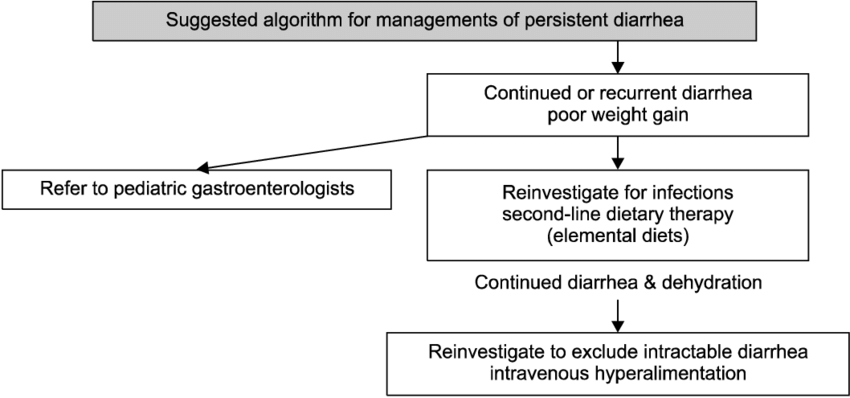 Suggested algorithm for managements of persistent diarrhea
Continued or recurrent diarrhea
poor weight gain
Refer to pediatric gastroenterologists
Reinvestigate for infections
second-line dietary therapy
(elemental diets)
Continued diarrhea & dehydration
Reinvestigate to exclude intractable diarrhea
intravenous hyperalimentation